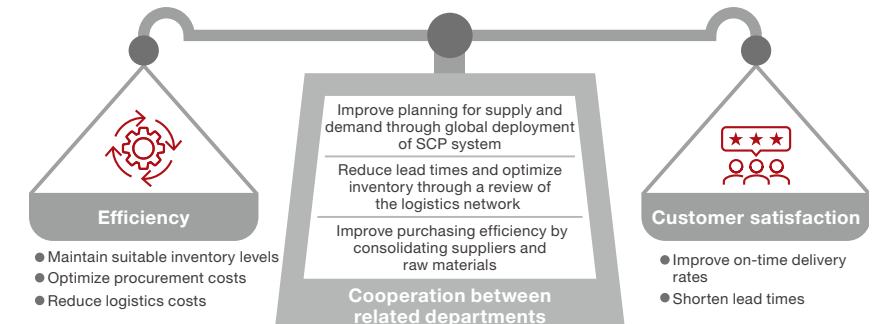 Improve planning for supply and
demand through global deployment
of SCP system
Reduce lead times and optimize
inventory through a review of
the logistics network
Improve purchasing efficiency by
consolidating suppliers and
raw materials
Cooperation between
related departments
Efficiency
Maintain suitable inventory levels
Optimize procurement costs
Reduce logistics costs
Customer satisfaction
Improve on-time delivery
rates
Shorten lead times